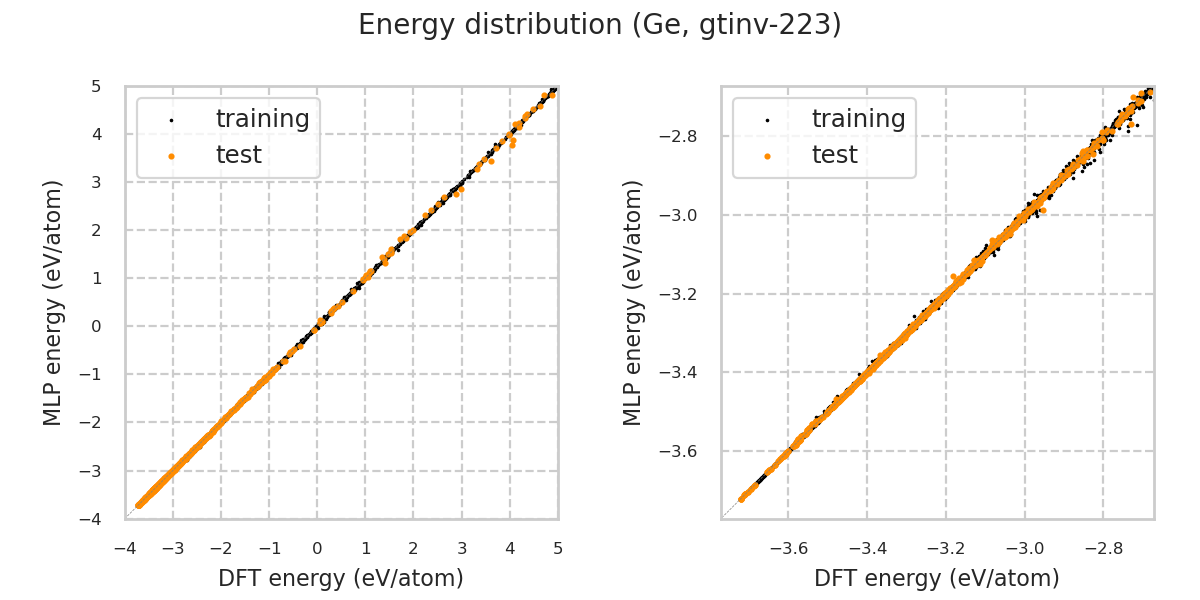 Energy distribution (Ge, gtinv-223)
training
test
5
4
3
2
1
0
−1
−2
−3
−4
MLP energy (eV/atom)
−4 −3 −2 −1 0 1 2 3 4 5
DFT energy (eV/atom)
training
test
−2.8
−3.0
−3.2
−3.4
−3.6
MLP energy (eV/atom)
−3.6 −3.4 −3.2 −3.0 −2.8
DFT energy (eV/atom)